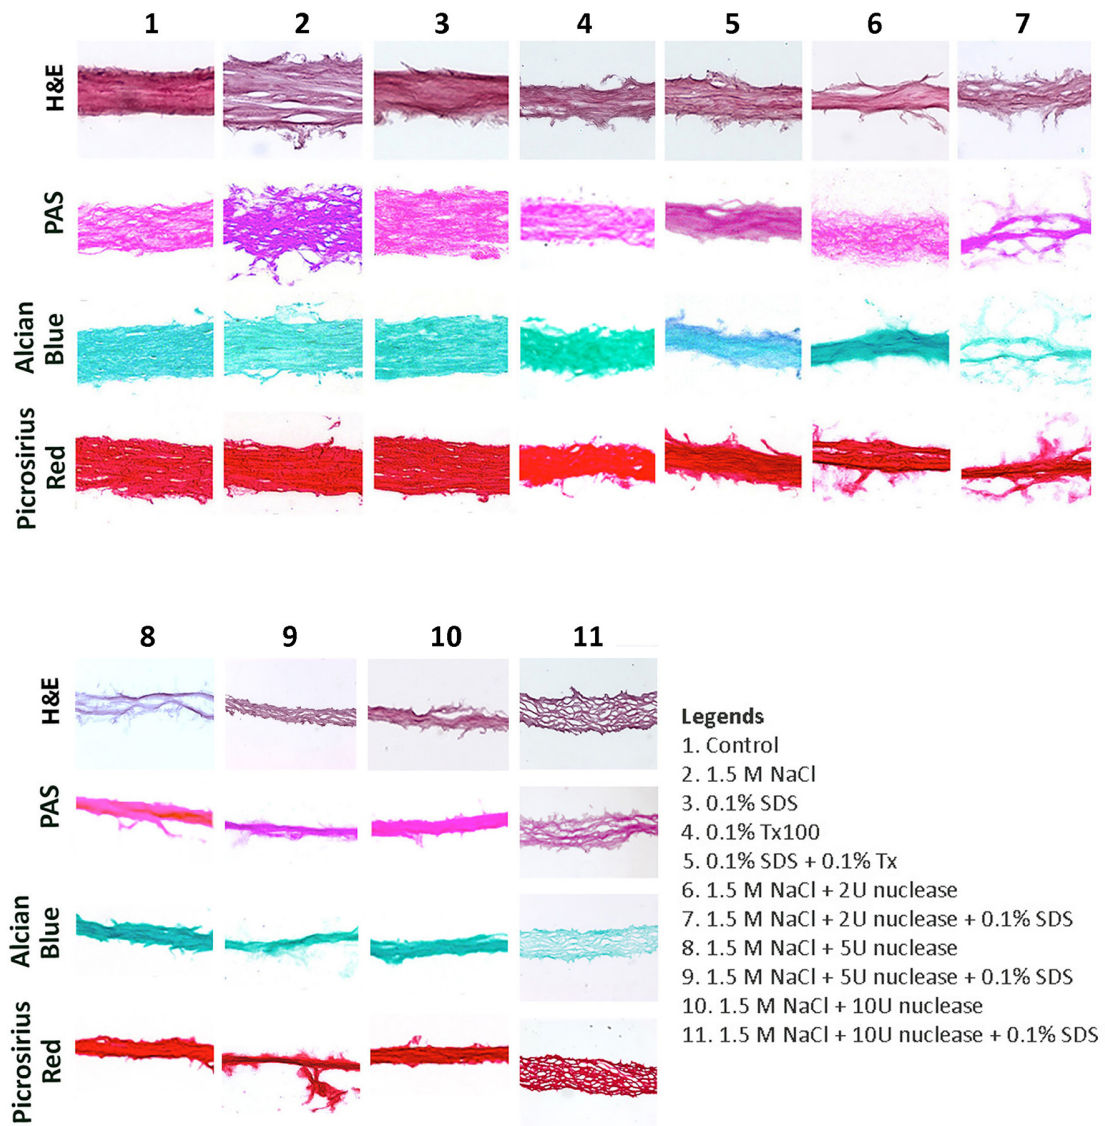 1 2 3 4 5 6 7
H&E
PAS
Alcian
Blue
Picrosirius
Red
8 9 10 11
H&E
PAS
Alcian
Blue
Picrosirius
Red
Legends
1. Control
2. 1.5 M NaCl
3. 0.1% SDS
4. 0.1% Tx100
5. 0.1% SDS + 0.1% Tx
6. 1.5 M NaCl + 2U nuclease
7. 1.5 M NaCl + 2U nuclease + 0.1% SDS
8. 1.5 M NaCl + 5U nuclease
9. 1.5 M NaCl + 5U nuclease + 0.1% SDS
10. 1.5 M NaCl + 10U nuclease
11. 1.5 M NaCl + 10U nuclease + 0.1% SDS